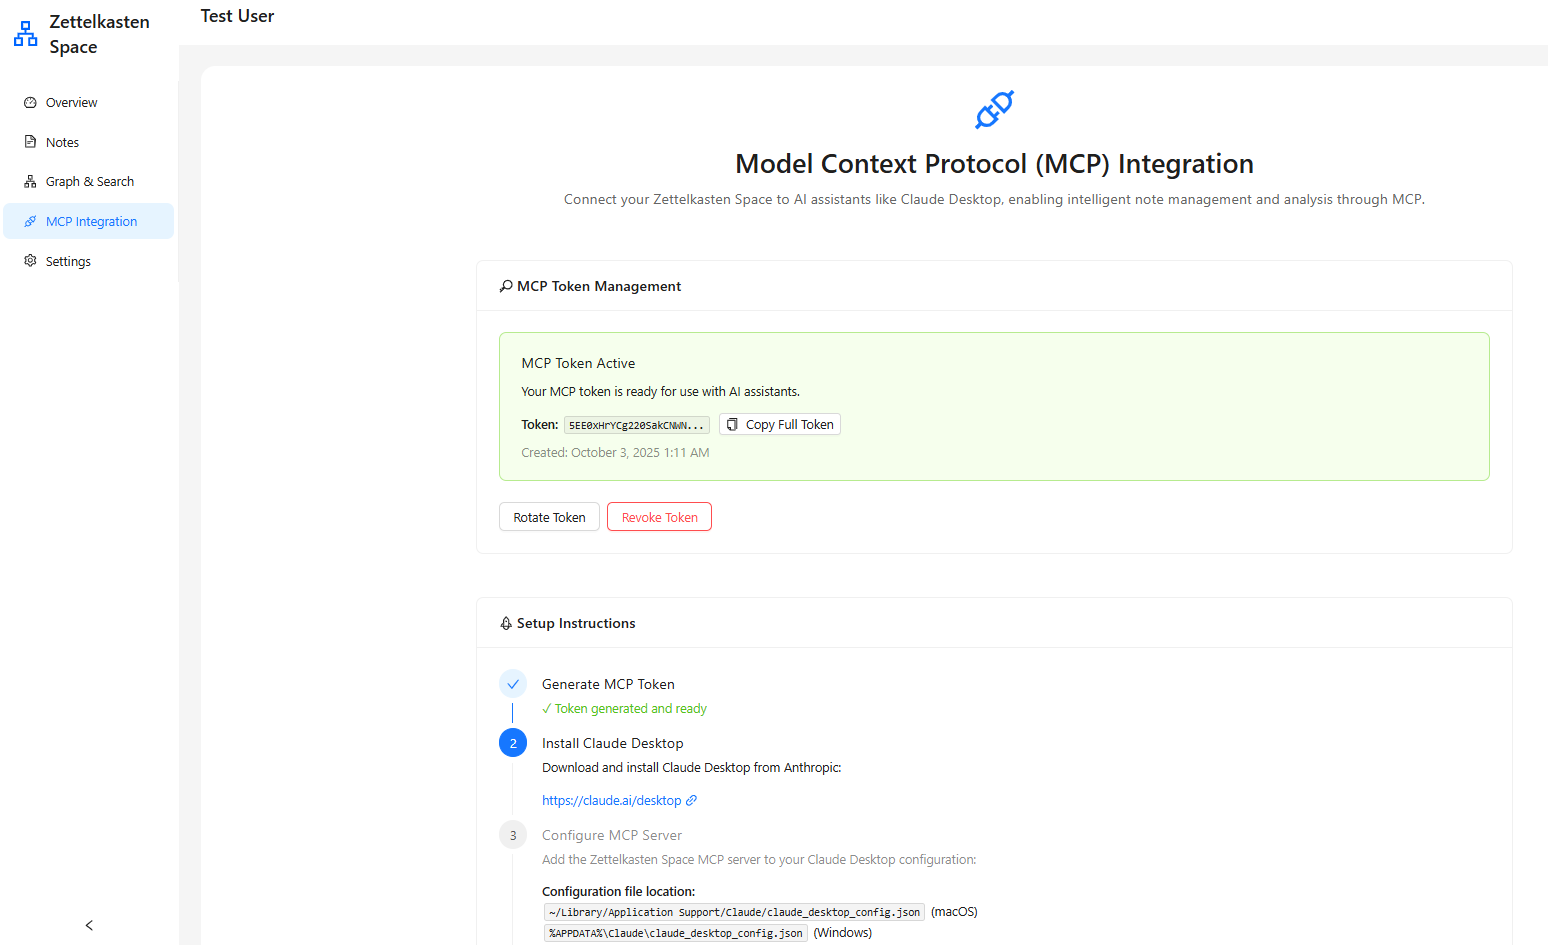 Zettelkasten
Space
Test User
Overview
Notes
Graph & Search
MCP Integration
Settings
Model Context Protocol (MCP) Integration
Connect your Zettelkasten Space to AI assistants like Claude Desktop, enabling intelligent note management and analysis through MCP.
MCP Token Management
MCP Token Active
Your MCP token is ready for use with AI assistants.
Token: 5EE0xHrYCg220SakCNWN... Copy Full Token
Created: October 3, 2025 1:11 AM
Rotate Token Revoke Token
Setup Instructions
Generate MCP Token
✓ Token generated and ready
2 Install Claude Desktop
Download and install Claude Desktop from Anthropic:
https://claude.ai/desktop
3 Configure MCP Server
Add the Zettelkasten Space MCP server to your Claude Desktop configuration:
Configuration file location:
~/Library/Application Support/Claude/claude_desktop_config.json (macOS)
%APPDATA%\Claude\claude_desktop_config.json (Windows)